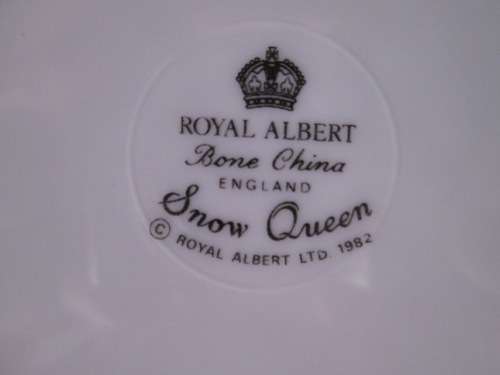 ROYAL ALBERT
Bone China
ENGLAND
Snow Queen
© ROYAL ALBERT LTD. 1982